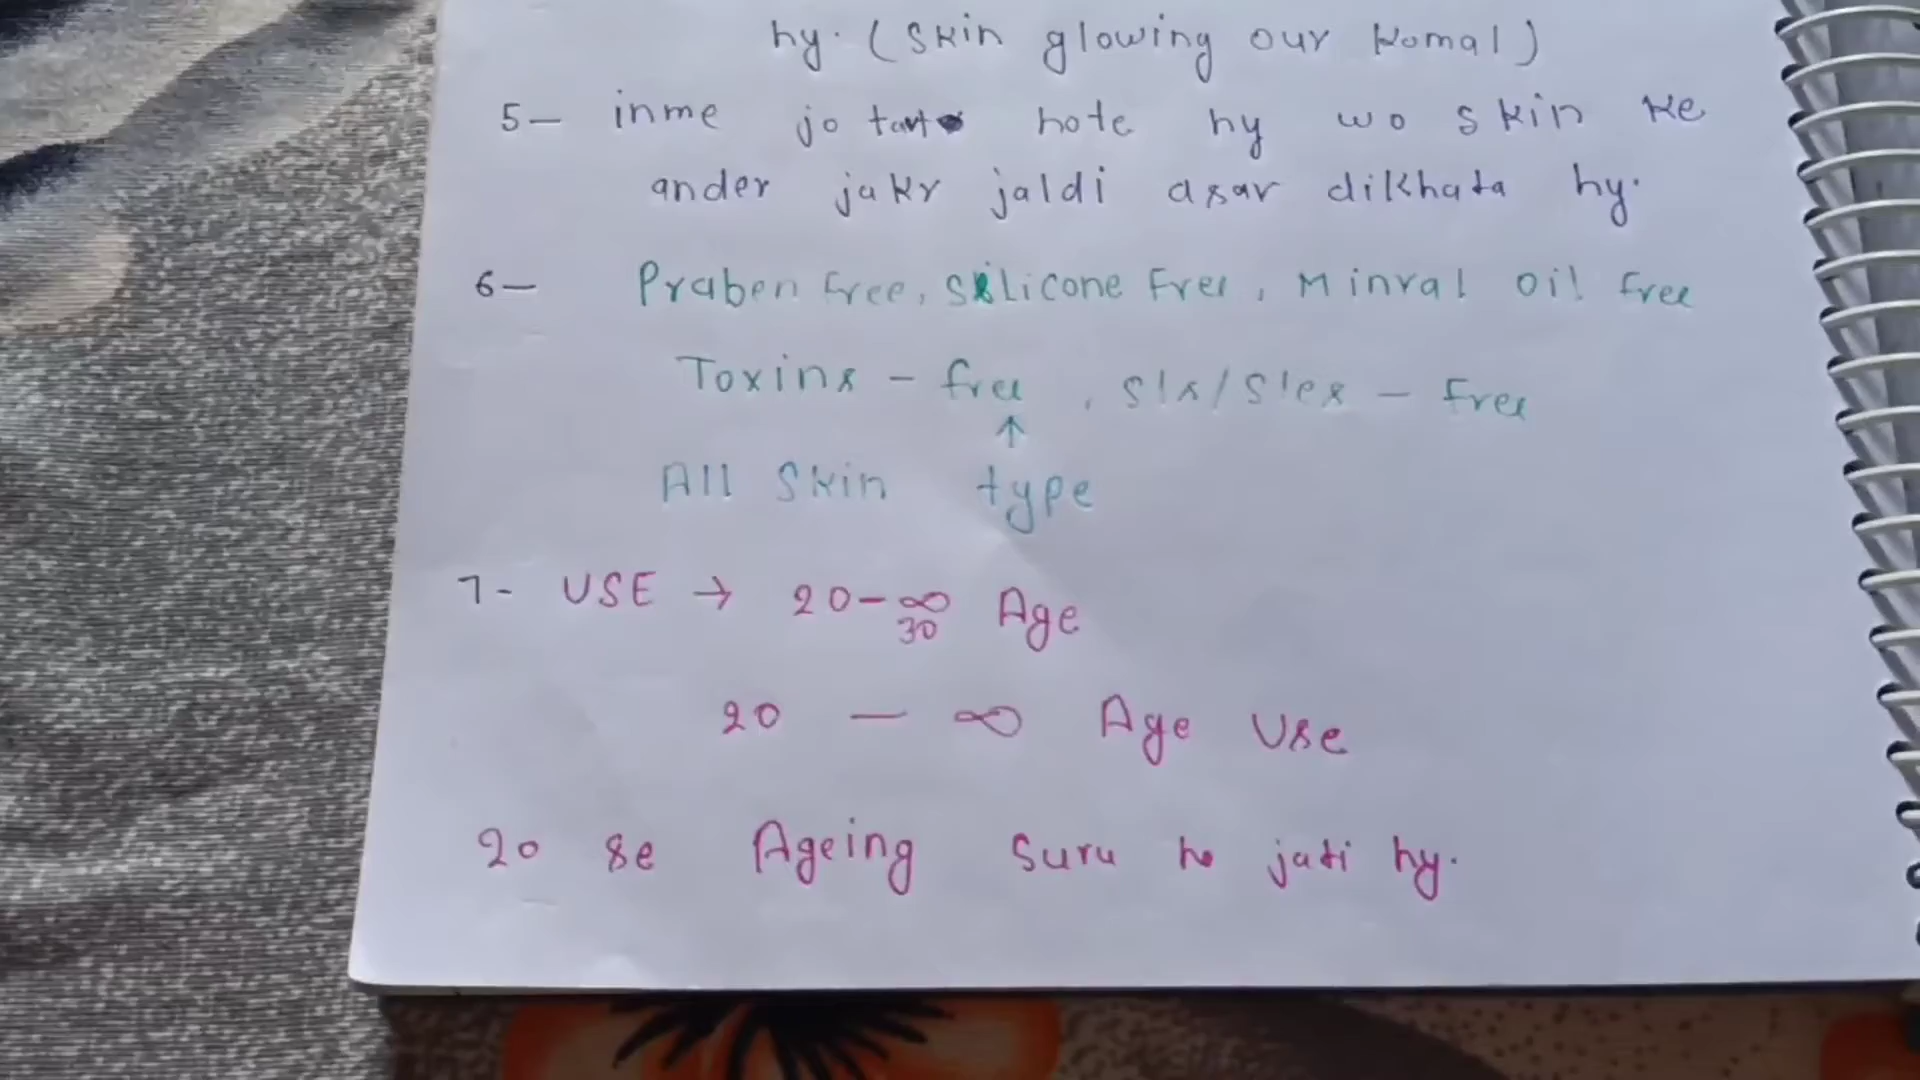 hy. (Skin glowing our Komal)
5- inme jo tart hote hy wo skin ke
ander jakr jaldi asar dikhata hy.
6- Praben free, Silicone Free, Minral oil free
Toxins - free, Sls/Sles - Free
↑
All Skin type
7- USE → 20-∞ Age
30
20 - ∞ Age Use
20 se Ageing Suru ho jati hy.